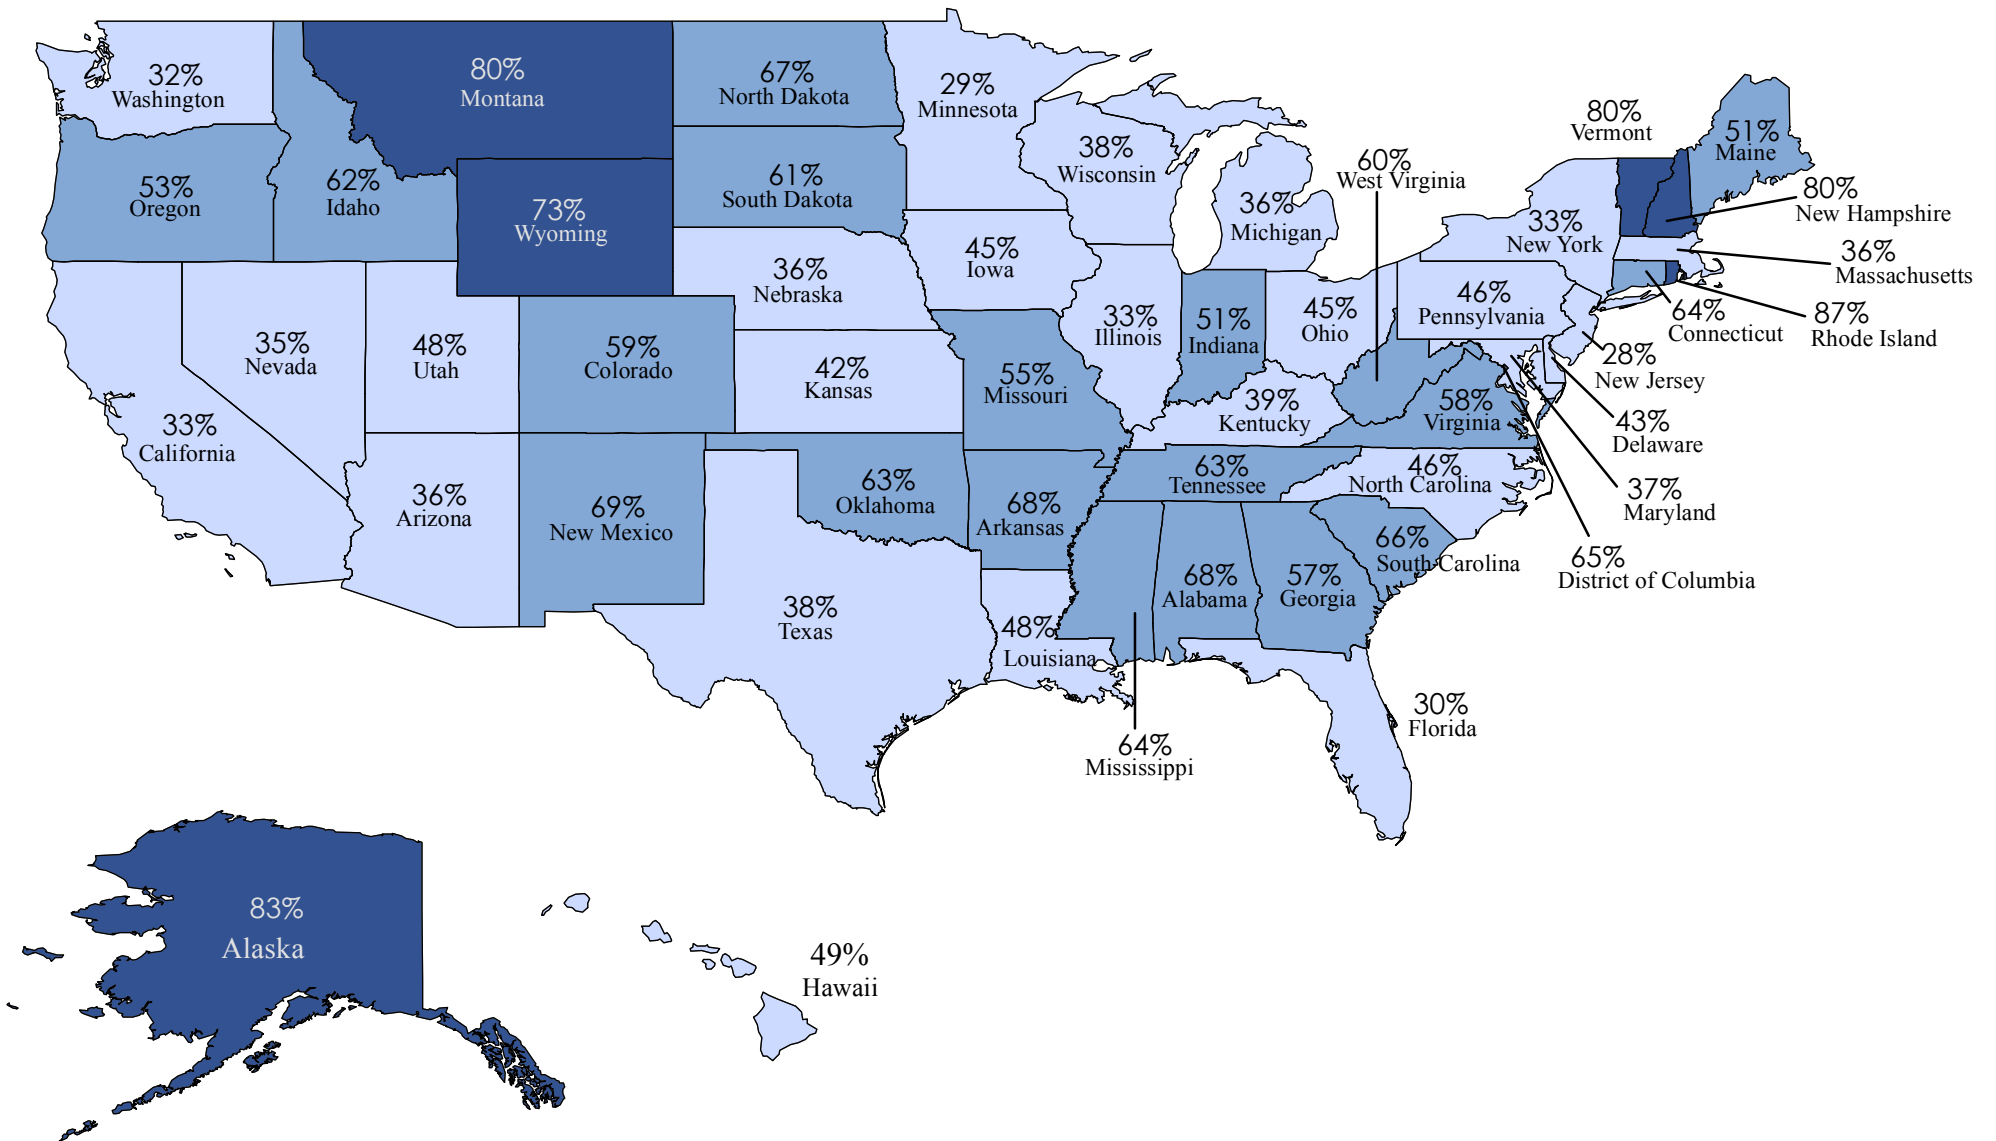 32%
Washington
80%
Montana
67%
North Dakota
29%
Minnesota
80%
Vermont
51%
Maine
53%
Oregon
62%
Idaho
73%
Wyoming
61%
South Dakota
38%
Wisconsin
36%
Michigan
60%
West Virginia
33%
New York
80%
New Hampshire
36%
Massachusetts
87%
Rhode Island
64%
Connecticut
28%
New Jersey
43%
Delaware
37%
Maryland
65%
District of Columbia
33%
California
35%
Nevada
48%
Utah
59%
Colorado
36%
Nebraska
42%
Kansas
45%
Iowa
55%
Missouri
33%
Illinois
51%
Indiana
45%
Ohio
46%
Pennsylvania
39%
Kentucky
58%
Virginia
36%
Arizona
69%
New Mexico
63%
Oklahoma
68%
Arkansas
63%
Tennessee
46%
North Carolina
66%
South Carolina
38%
Texas
48%
Louisiana
64%
Mississippi
68%
Alabama
57%
Georgia
30%
Florida
83%
Alaska
49%
Hawaii